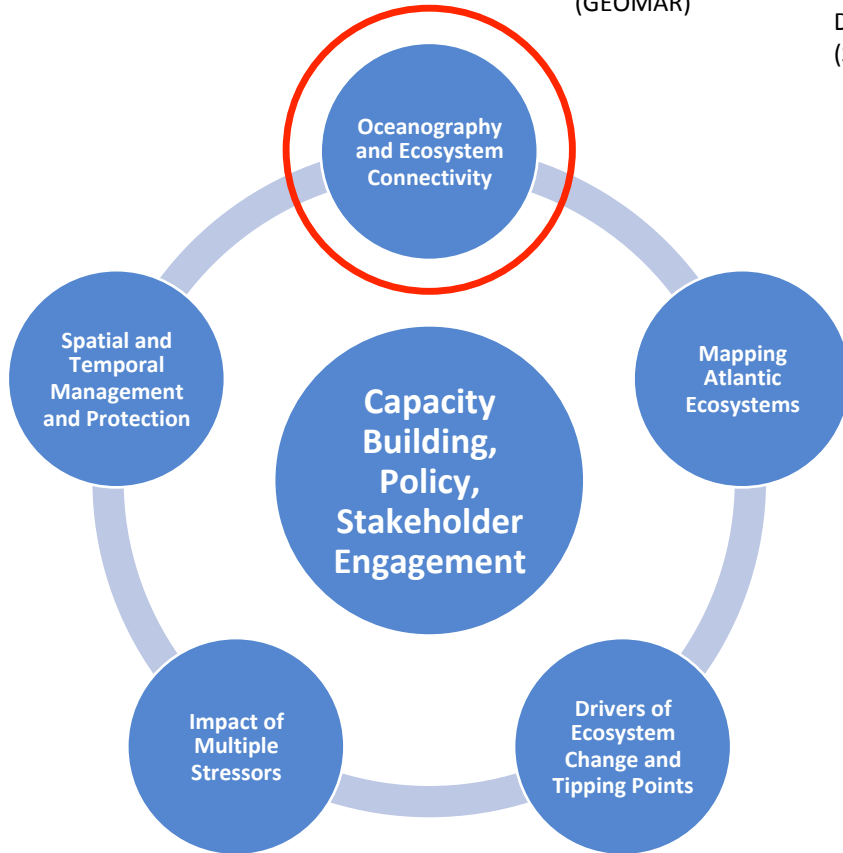 (GEOMAR)
D
Oceanography
and Ecosystem
Connectivity
Spatial and
Temporal
Management
and Protection
Mapping
Atlantic
Ecosystems
Capacity
Building,
Policy,
Stakeholder
Engagement
Impact of
Multiple
Stressors
Drivers of
Ecosystem
Change and
Tipping Points